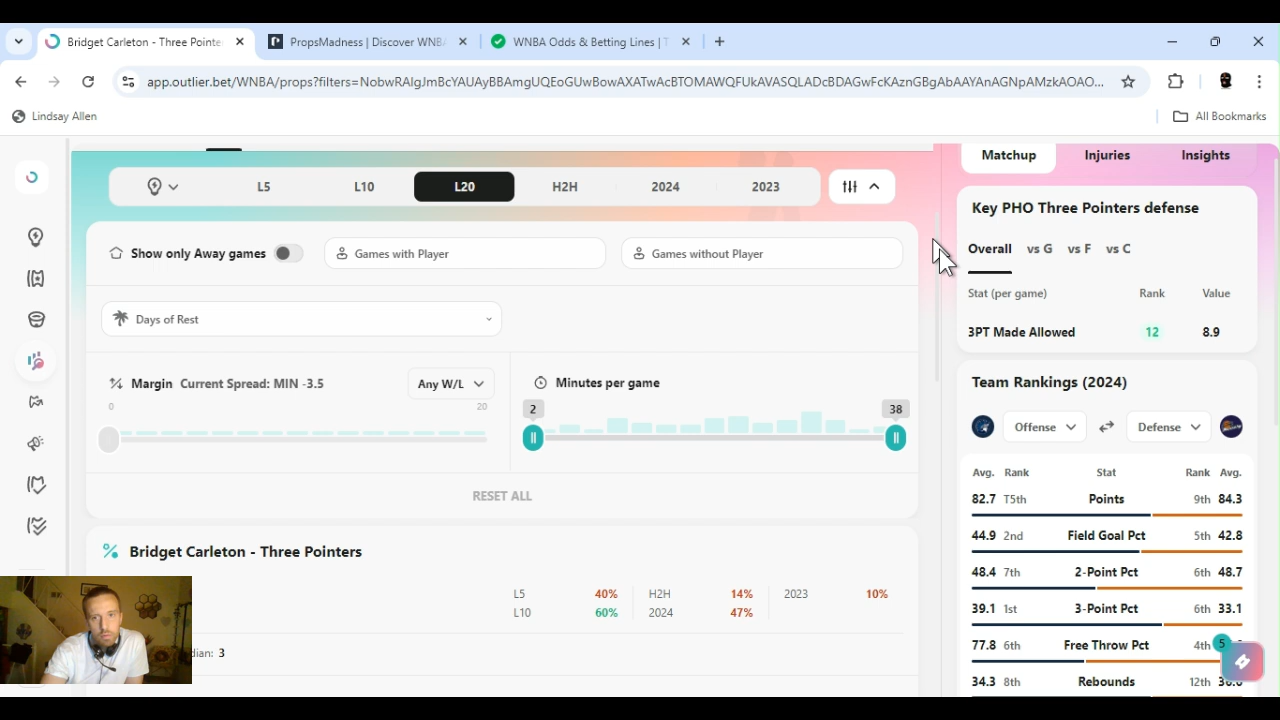 Bridget Carleton - Three Pointe
PropsMadness | Discover WNB
WNBA Odds & Betting Lines | T
app.outlier.bet/WNBA/props?filters=NobwRAlgJmBcYAUAyBBAmgUQEoGUwBowAXATwAcBTOMAWQFUkAVASQLADcBDAGwFcKAznGBgAbAAYAnAGNpAMzkAOAO...
Lindsay Allen
All Bookmarks
L5
L10
L20
H2H
2024
2023
Matchup
Injuries
Insights
Show only Away games
Games with Player
Games without Player
Days of Rest
Margin Current Spread: MIN -3.5
Any W/L
0
20
Minutes per game
2
38
RESET ALL
Bridget Carleton - Three Pointers
L5 40% H2H 14% 2023 10%
L10 60% 2024 47%
dian: 3
Key PHO Three Pointers defense
Overall vs G vs F vs C
Stat (per game) Rank Value
3PT Made Allowed 12 8.9
Team Rankings (2024)
Offense
Defense
Avg. Rank Stat Rank Avg.
82.7 T5th Points 9th 84.3
44.9 2nd Field Goal Pct 5th 42.8
48.4 7th 2-Point Pct 6th 48.7
39.1 1st 3-Point Pct 6th 33.1
77.8 6th Free Throw Pct 4th
5
34.3 8th Rebounds 12th